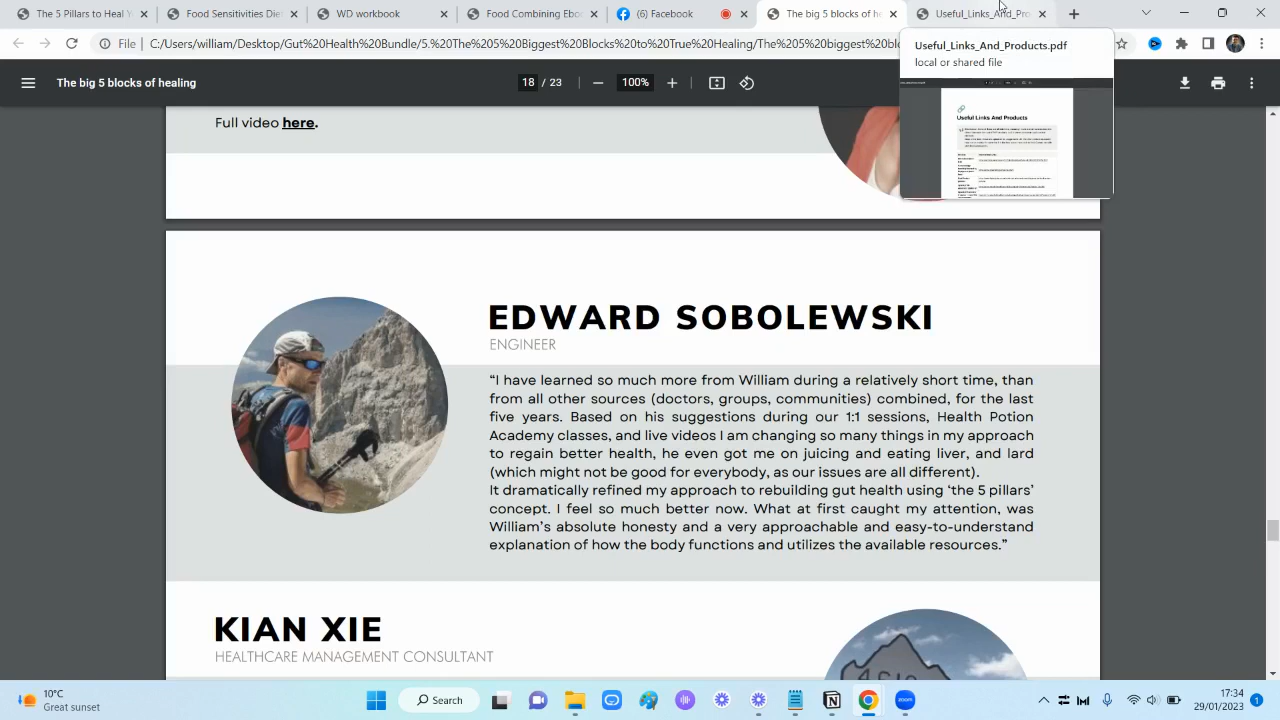 The 5 Pillars to Heal Y
Food Sensitivities Die
WD workbook
Food Combining Ebo
(6) Facebook
The 5 biggest blocks of he
Useful_Links_And_Pro
File
C:/Users/william/Desktop/Gut%20Health%20Bundle/5.%20The%205%20biggest%20Blocks%20to%20True%20Healing/The%205%20biggest%20bl
Useful_Links_And_Products.pdf
local or shared file
The big 5 blocks of healing
18 / 23
100%
Useful Links And Products
Full video here.
EDWARD SOBOLEWSKI
ENGINEER
“I have learned so much more from William during a relatively short time, than
from all other sources (doctors, groups, communities) combined, for the last
five years. Based on his suggestions during our 1:1 sessions, Health Potion
Academy classes, and live videos I am changing so many things in my approach
to regain better health, he even got me on juicing and eating liver, and lard
(which might not be good for everybody, as our issues are all different).
It dramatically refined my approach to rebuilding gut health using ‘the 5 pillars’
concept. I feel so much better now. What at first caught my attention, was
William’s absolute honesty and a very approachable and easy-to-understand
explanation of how the body functions and utilizes the available resources.”
KIAN XIE
HEALTHCARE MANAGEMENT CONSULTANT
10°C
Great sunset
Search
zoom
17:34
29/01/2023
1